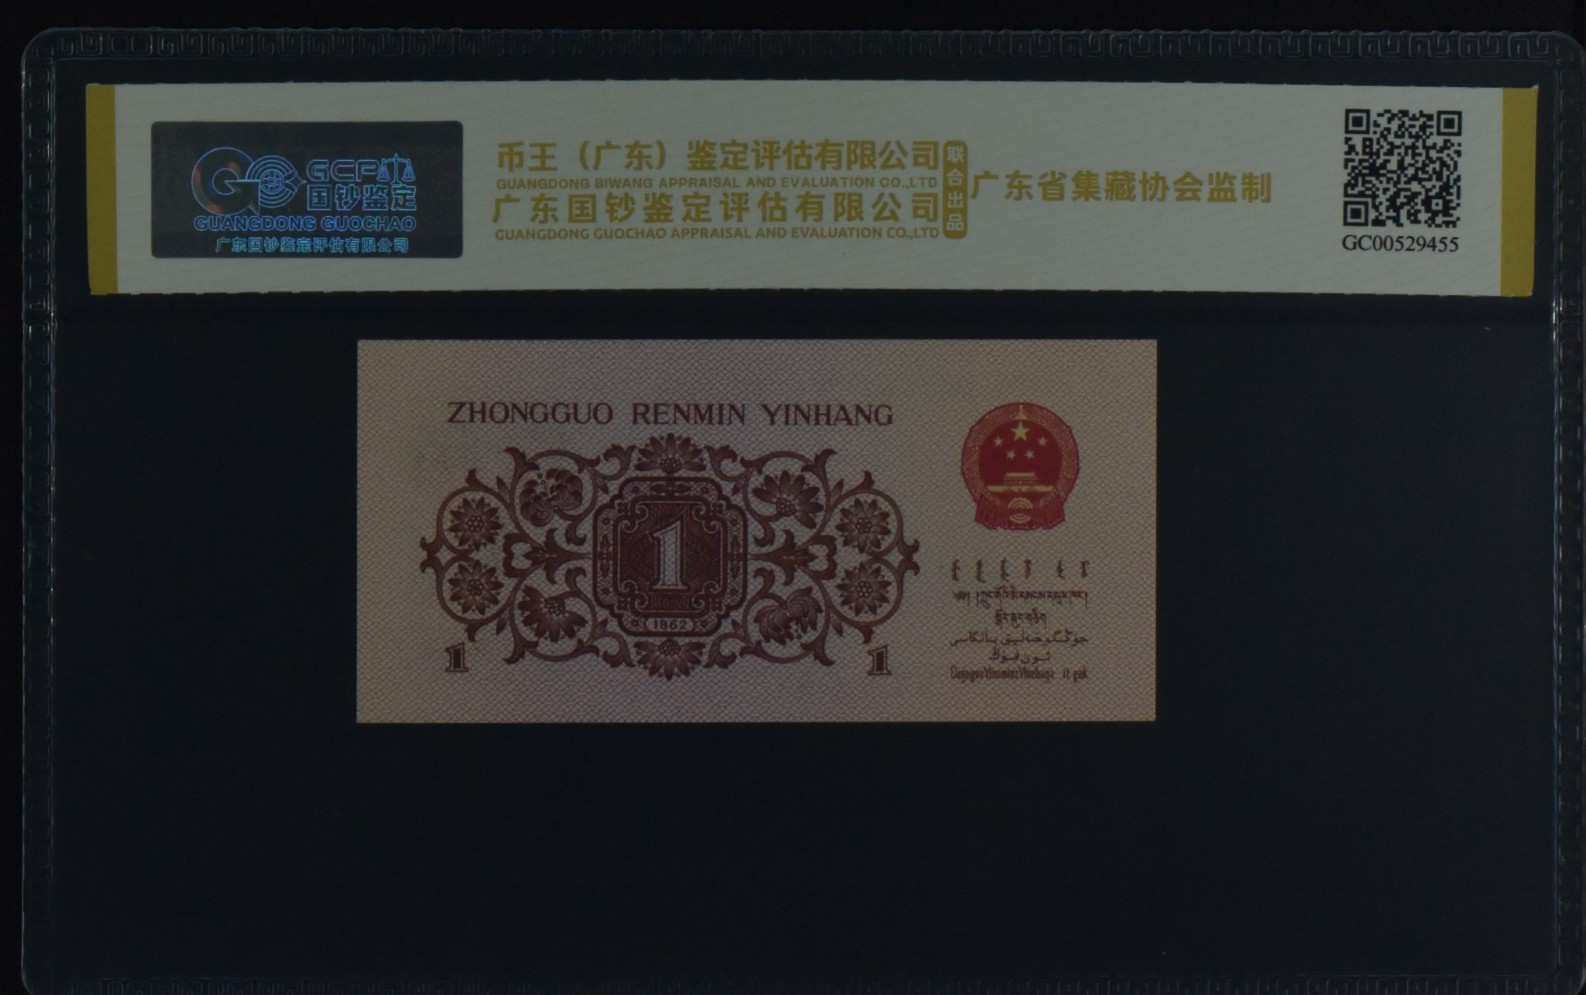 GCP
国钞鉴定
GUANGDONG GUOCHAO
广东国钞鉴定评估有限公司
币王（广东）鉴定评估有限公司
GUANGDONG BIWANG APPRAISAL AND EVALUATION CO.,LTD
广东国钞鉴定评估有限公司
GUANGDONG GUOCHAO APPRAISAL AND EVALUATION CO.,LTD
联合出品
广东省集藏协会监制
GC00529455
ZHONGGUO RENMIN YINHANG
1
1962
1
1